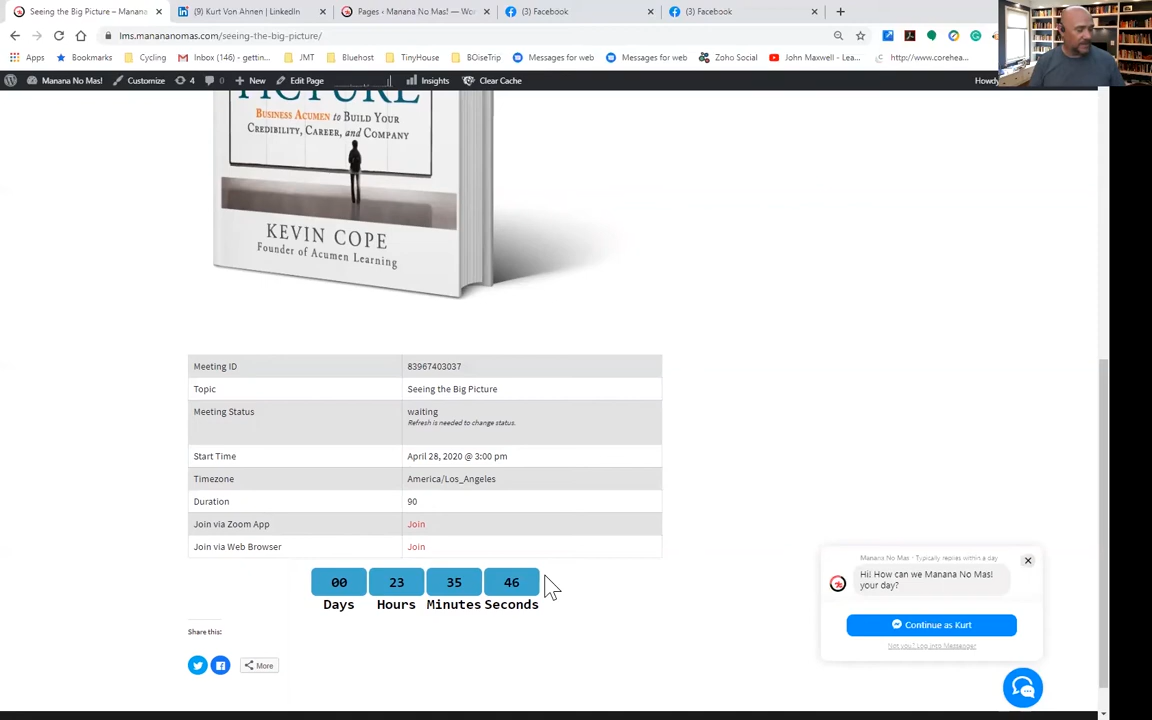 Seeing the Big Picture – Manana
(9) Kurt Von Ahnen | LinkedIn
Pages ‹ Manana No Mas! — Wor
(3) Facebook
(3) Facebook
lms.manananomas.com/seeing-the-big-picture/
Apps
Bookmarks
Cycling
Inbox (146) - gettin...
JMT
Bluehost
TinyHouse
BOiseTrip
Messages for web
Messages for web
Zoho Social
John Maxwell - Lea...
http://www.corehea...
Manana No Mas!
Customize
4
0
New
Edit Page
Insights
Clear Cache
Howdy
PICTURE
Business Acumen to Build Your
Credibility, Career, and Company
KEVIN COPE
Founder of Acumen Learning
Meeting ID 83967403037
Topic Seeing the Big Picture
Meeting Status waiting
Refresh is needed to change status.
Start Time April 28, 2020 @ 3:00 pm
Timezone America/Los_Angeles
Duration 90
Join via Zoom App Join
Join via Web Browser Join
00 23 35 46
Days Hours Minutes Seconds
Share this:
More
Manana No Mas • Typically replies within a day
Hi! How can we Manana No Mas!
your day?
Continue as Kurt
Not you? Log into Messenger